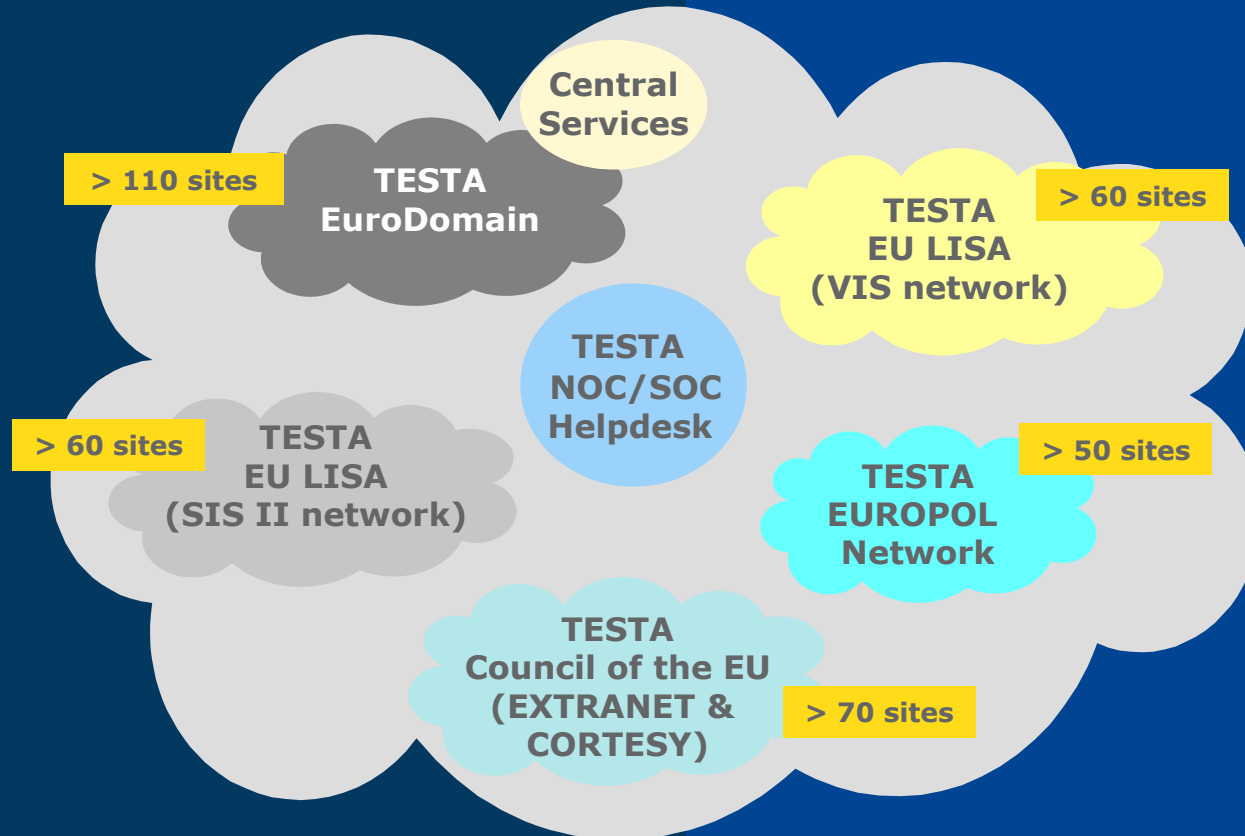 Central
Services
> 110 sites
TESTA
EuroDomain
> 60 sites
TESTA
EU LISA
(VIS network)
TESTA
NOC/SOC
Helpdesk
> 60 sites
TESTA
EU LISA
(SIS II network)
> 50 sites
TESTA
EUROPOL
Network
TESTA
Council of the EU
(EXTRANET &
CORTESY)
> 70 sites